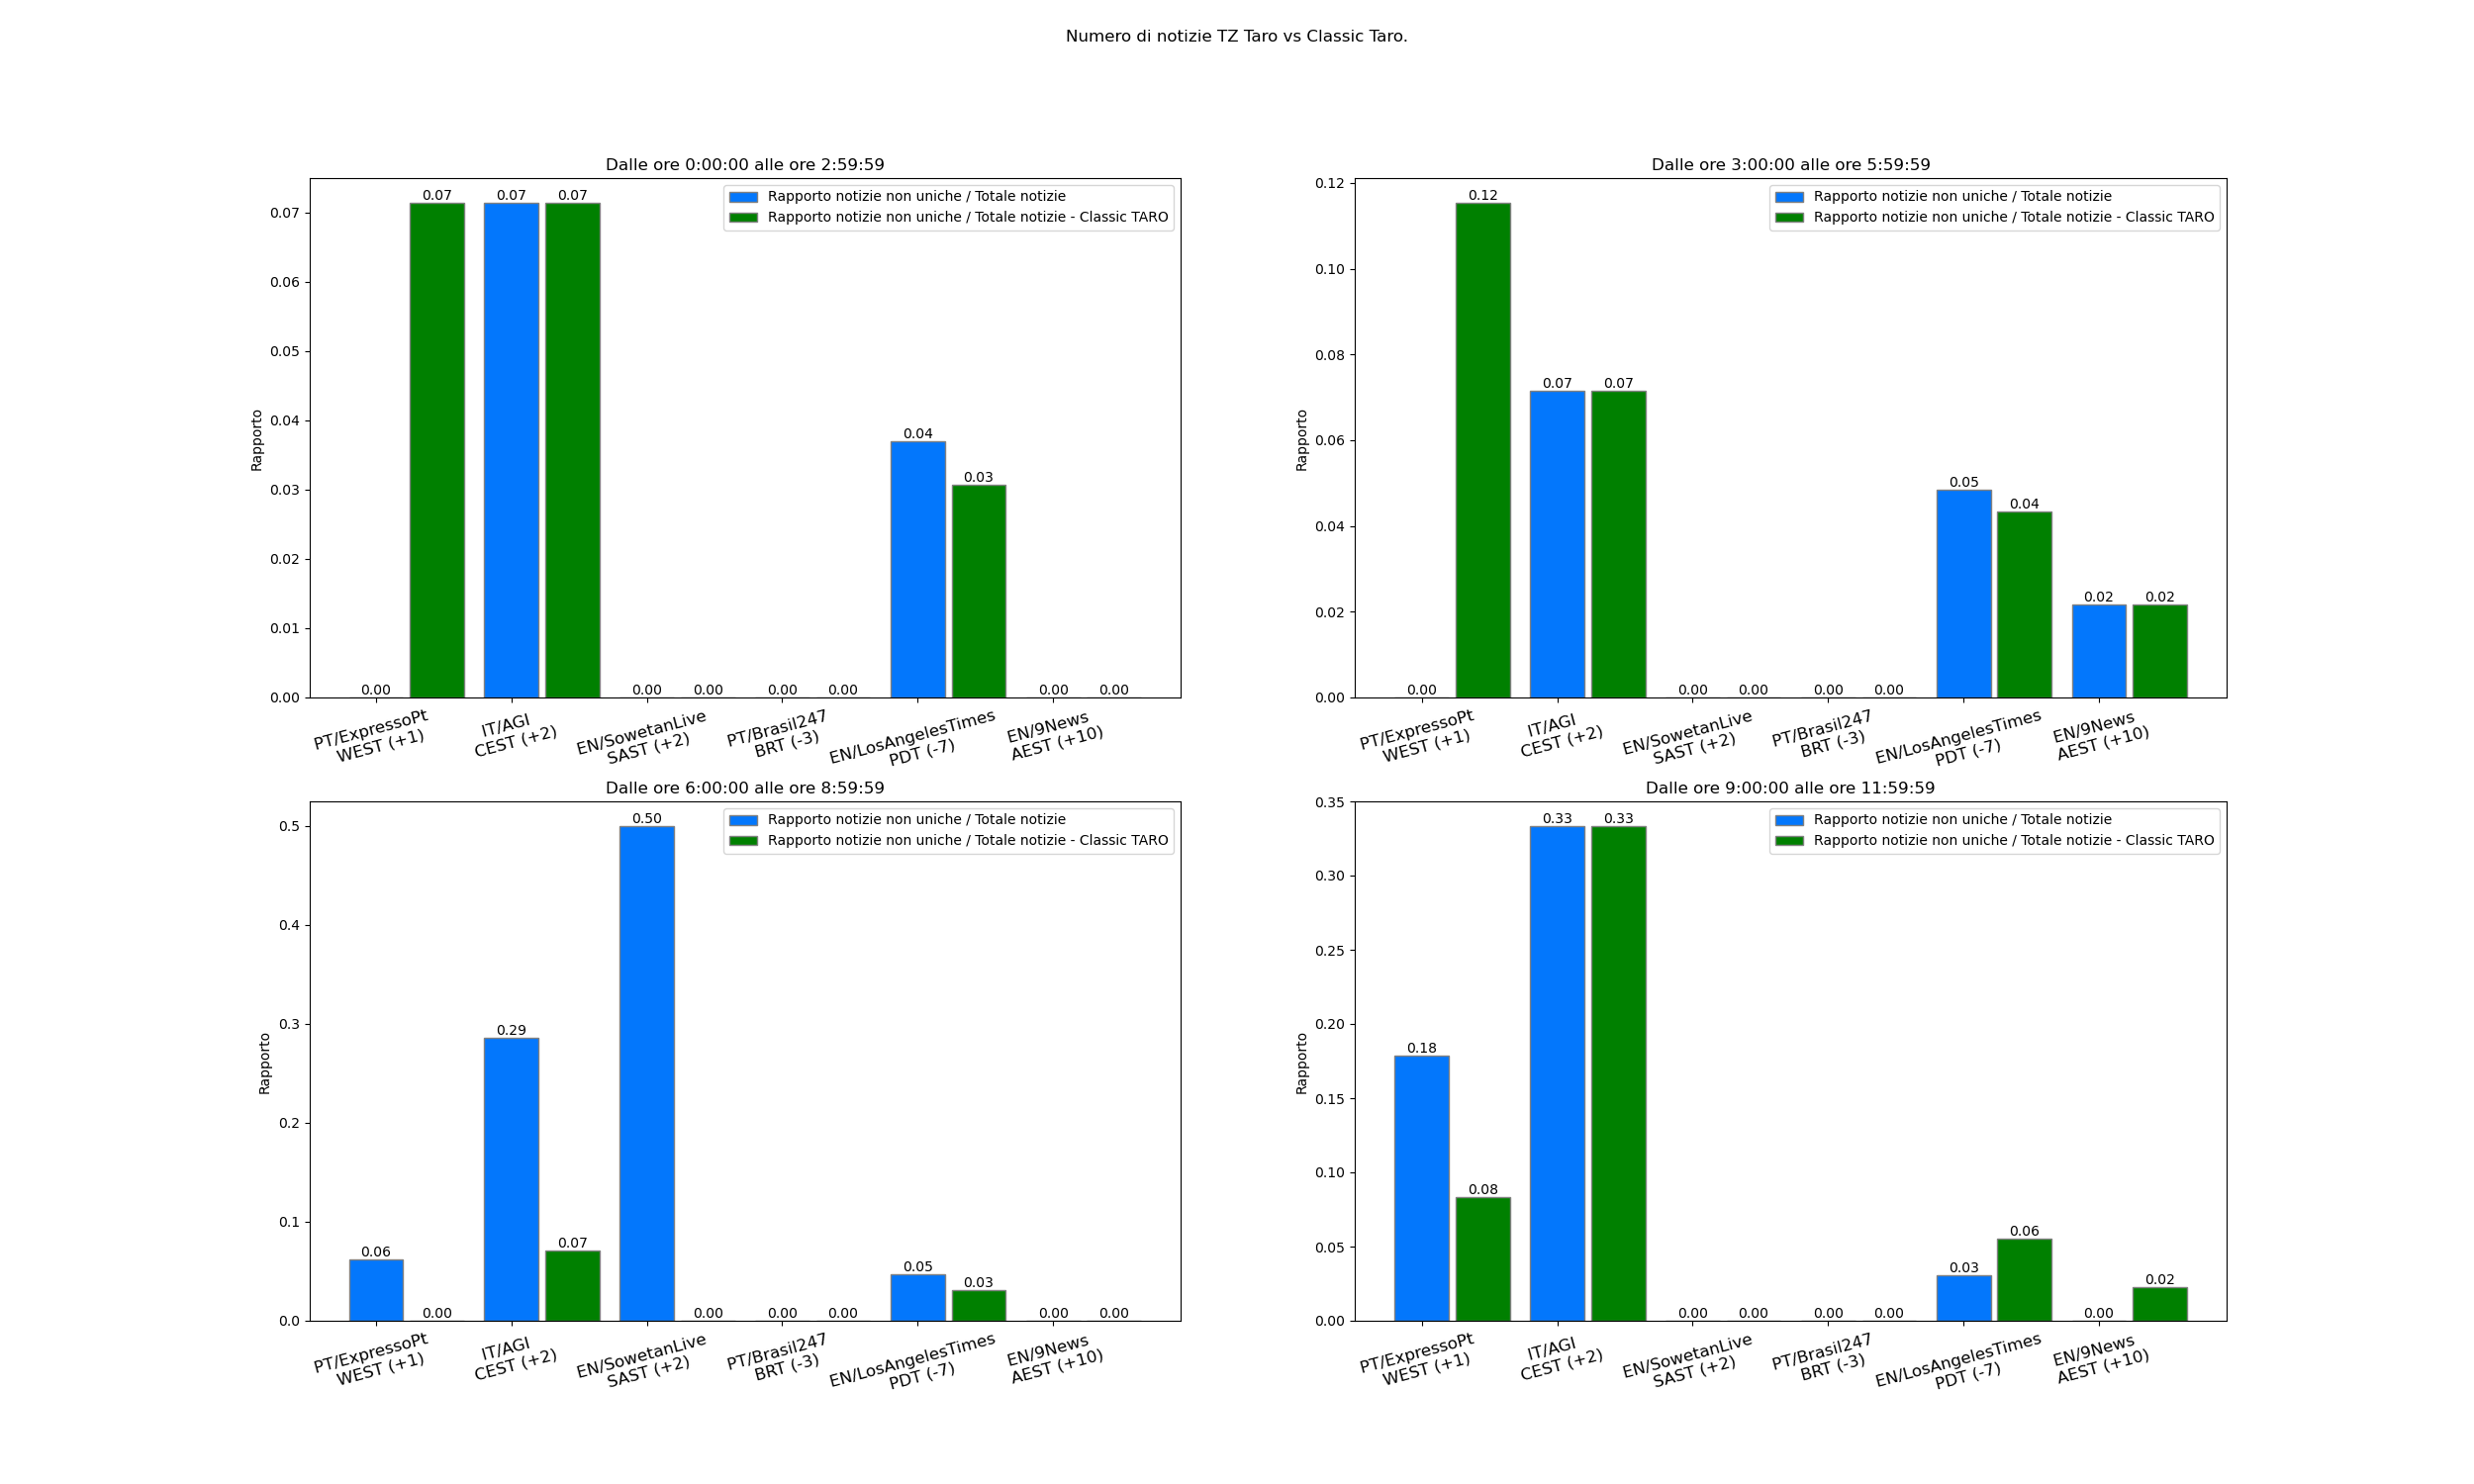 Numero di notizie TZ Taro vs Classic Taro.
Dalle ore 0:00:00 alle ore 2:59:59
Rapporto notizie non uniche / Totale notizie
Rapporto notizie non uniche / Totale notizie - Classic TARO
Rapporto
0.07
0.06
0.05
0.04
0.03
0.02
0.01
0.00
0.00
0.07
0.07
0.07
0.00
0.00
0.00
0.00
0.04
0.03
0.00
0.00
PT/ExpressoPt
WEST (+1)
IT/AGI
CEST (+2)
EN/SowetanLive
SAST (+2)
PT/Brasil247
BRT (-3)
EN/LosAngelesTimes
PDT (-7)
EN/9News
AEST (+10)
Dalle ore 3:00:00 alle ore 5:59:59
Rapporto notizie non uniche / Totale notizie
Rapporto notizie non uniche / Totale notizie - Classic TARO
Rapporto
0.12
0.10
0.08
0.06
0.04
0.02
0.00
0.00
0.12
0.07
0.07
0.00
0.00
0.00
0.00
0.05
0.04
0.02
0.02
PT/ExpressoPt
WEST (+1)
IT/AGI
CEST (+2)
EN/SowetanLive
SAST (+2)
PT/Brasil247
BRT (-3)
EN/LosAngelesTimes
PDT (-7)
EN/9News
AEST (+10)
Dalle ore 6:00:00 alle ore 8:59:59
Rapporto notizie non uniche / Totale notizie
Rapporto notizie non uniche / Totale notizie - Classic TARO
Rapporto
0.5
0.4
0.3
0.2
0.1
0.0
0.06
0.00
0.29
0.07
0.50
0.00
0.00
0.00
0.05
0.03
0.00
0.00
PT/ExpressoPt
WEST (+1)
IT/AGI
CEST (+2)
EN/SowetanLive
SAST (+2)
PT/Brasil247
BRT (-3)
EN/LosAngelesTimes
PDT (-7)
EN/9News
AEST (+10)
Dalle ore 9:00:00 alle ore 11:59:59
Rapporto notizie non uniche / Totale notizie
Rapporto notizie non uniche / Totale notizie - Classic TARO
Rapporto
0.35
0.30
0.25
0.20
0.15
0.10
0.05
0.00
0.18
0.08
0.33
0.33
0.00
0.00
0.00
0.00
0.03
0.06
0.00
0.02
PT/ExpressoPt
WEST (+1)
IT/AGI
CEST (+2)
EN/SowetanLive
SAST (+2)
PT/Brasil247
BRT (-3)
EN/LosAngelesTimes
PDT (-7)
EN/9News
AEST (+10)